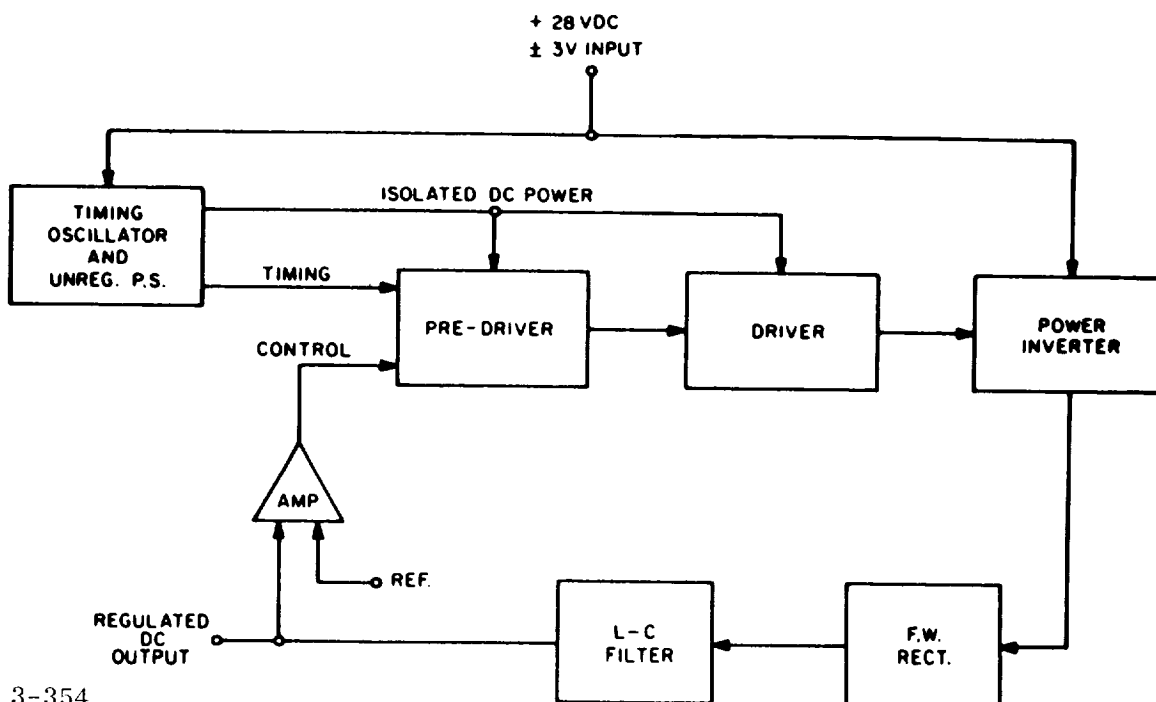 + 28 VDC
± 3V INPUT
ISOLATED DC POWER
TIMING
OSCILLATOR
AND
UNREG. P.S.
TIMING
PRE-DRIVER
DRIVER
POWER
INVERTER
CONTROL
AMP
REF.
REGULATED
DC
OUTPUT
L-C
FILTER
F.W.
RECT.
3-354